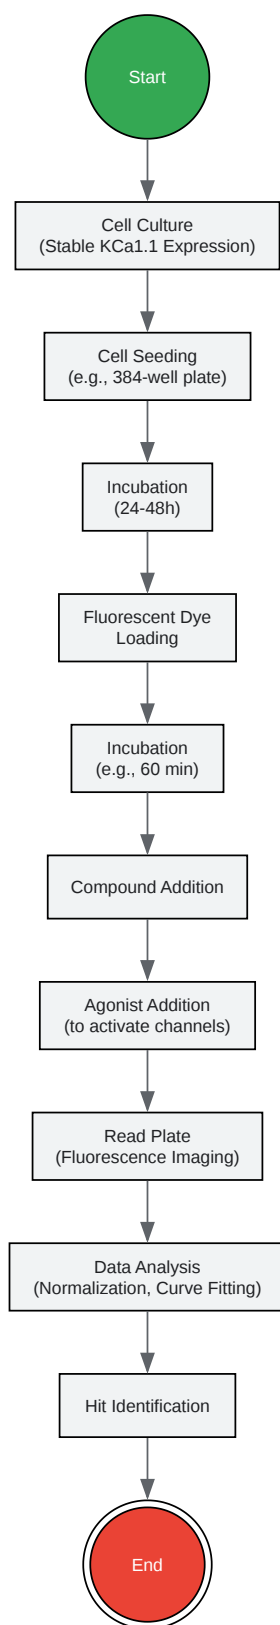 Start
Cell Culture
(Stable KCa1.1 Expression)
Cell Seeding
(e.g., 384-well plate)
Incubation
(24-48h)
Fluorescent Dye
Loading
Incubation
(e.g., 60 min)
Compound Addition
Agonist Addition
(to activate channels)
Read Plate
(Fluorescence Imaging)
Data Analysis
(Normalization, Curve Fitting)
Hit Identification
End